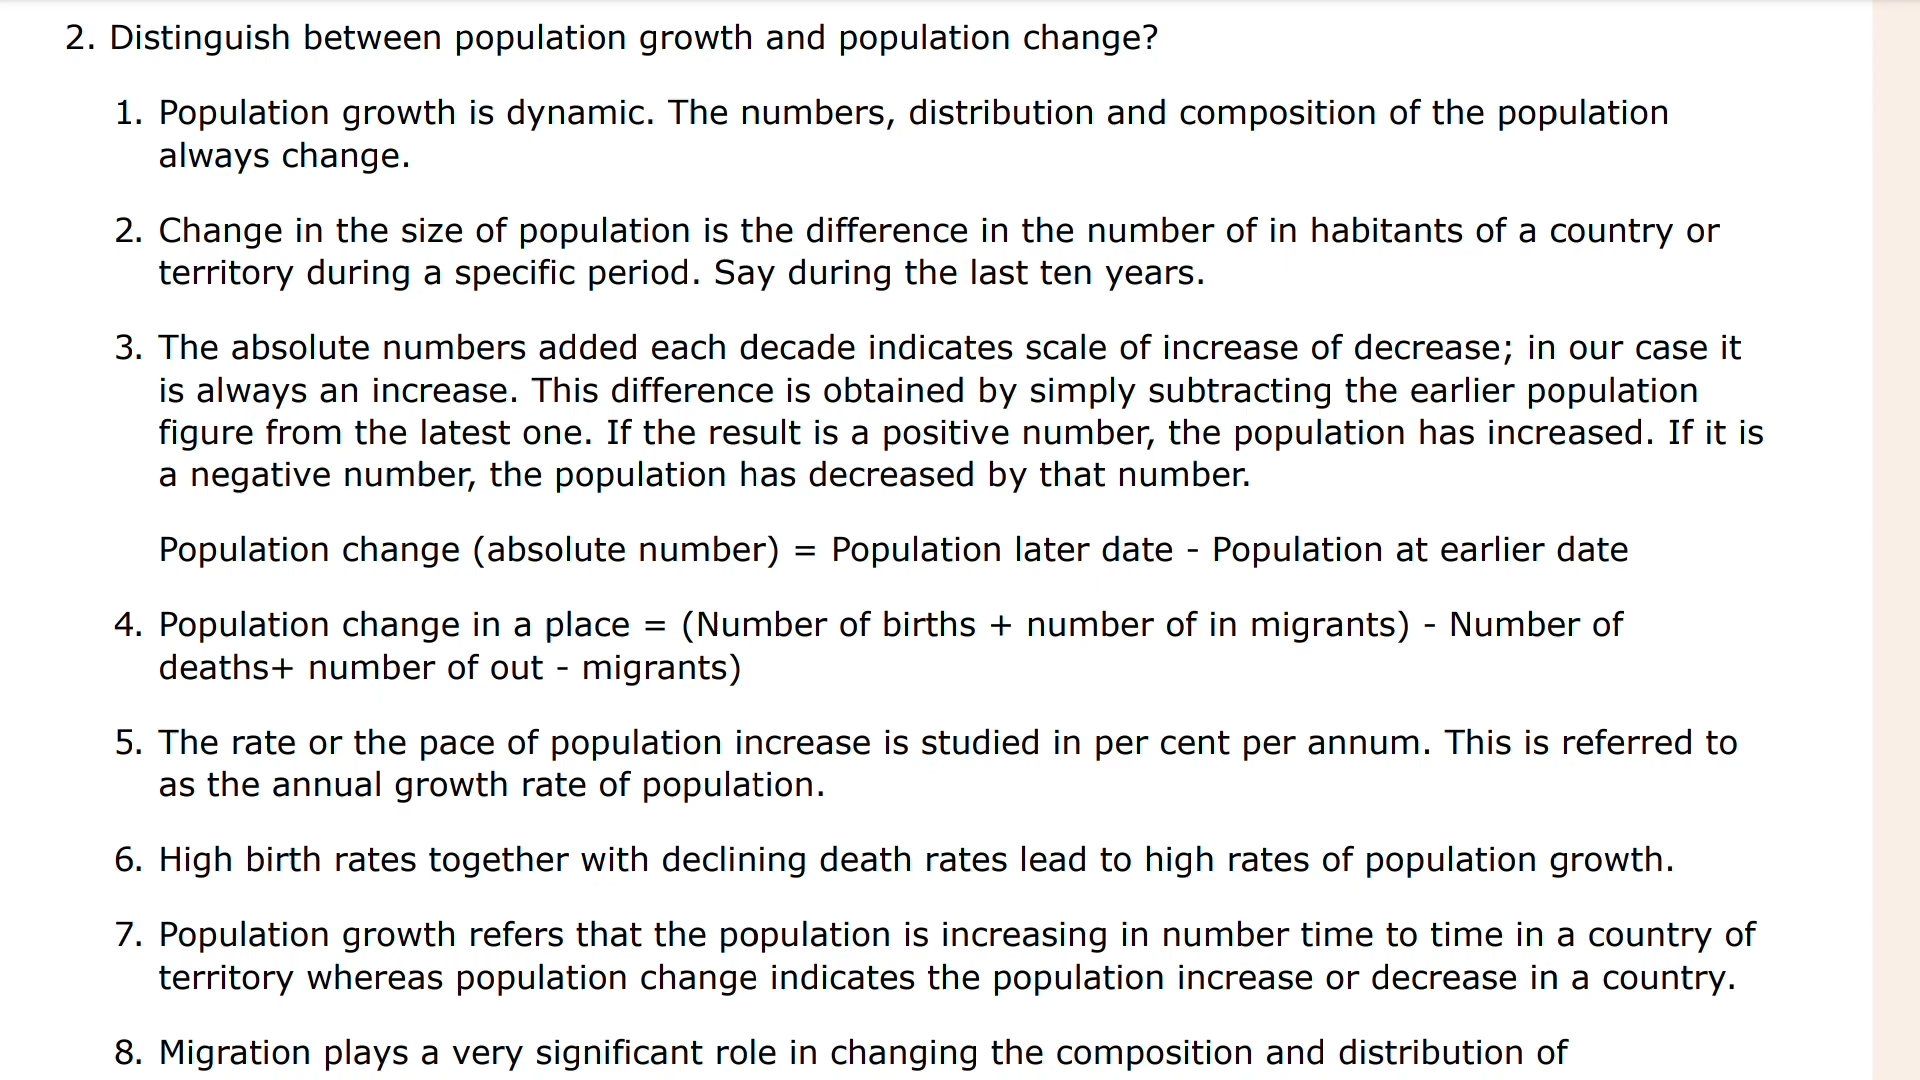 2. Distinguish between population growth and population change?
1. Population growth is dynamic. The numbers, distribution and composition of the population
always change.
2. Change in the size of population is the difference in the number of in habitants of a country or
territory during a specific period. Say during the last ten years.
3. The absolute numbers added each decade indicates scale of increase of decrease; in our case it
is always an increase. This difference is obtained by simply subtracting the earlier population
figure from the latest one. If the result is a positive number, the population has increased. If it is
a negative number, the population has decreased by that number.
Population change (absolute number) = Population later date - Population at earlier date
4. Population change in a place = (Number of births + number of in migrants) - Number of
deaths+ number of out - migrants)
5. The rate or the pace of population increase is studied in per cent per annum. This is referred to
as the annual growth rate of population.
6. High birth rates together with declining death rates lead to high rates of population growth.
7. Population growth refers that the population is increasing in number time to time in a country of
territory whereas population change indicates the population increase or decrease in a country.
8. Migration plays a very significant role in changing the composition and distribution of